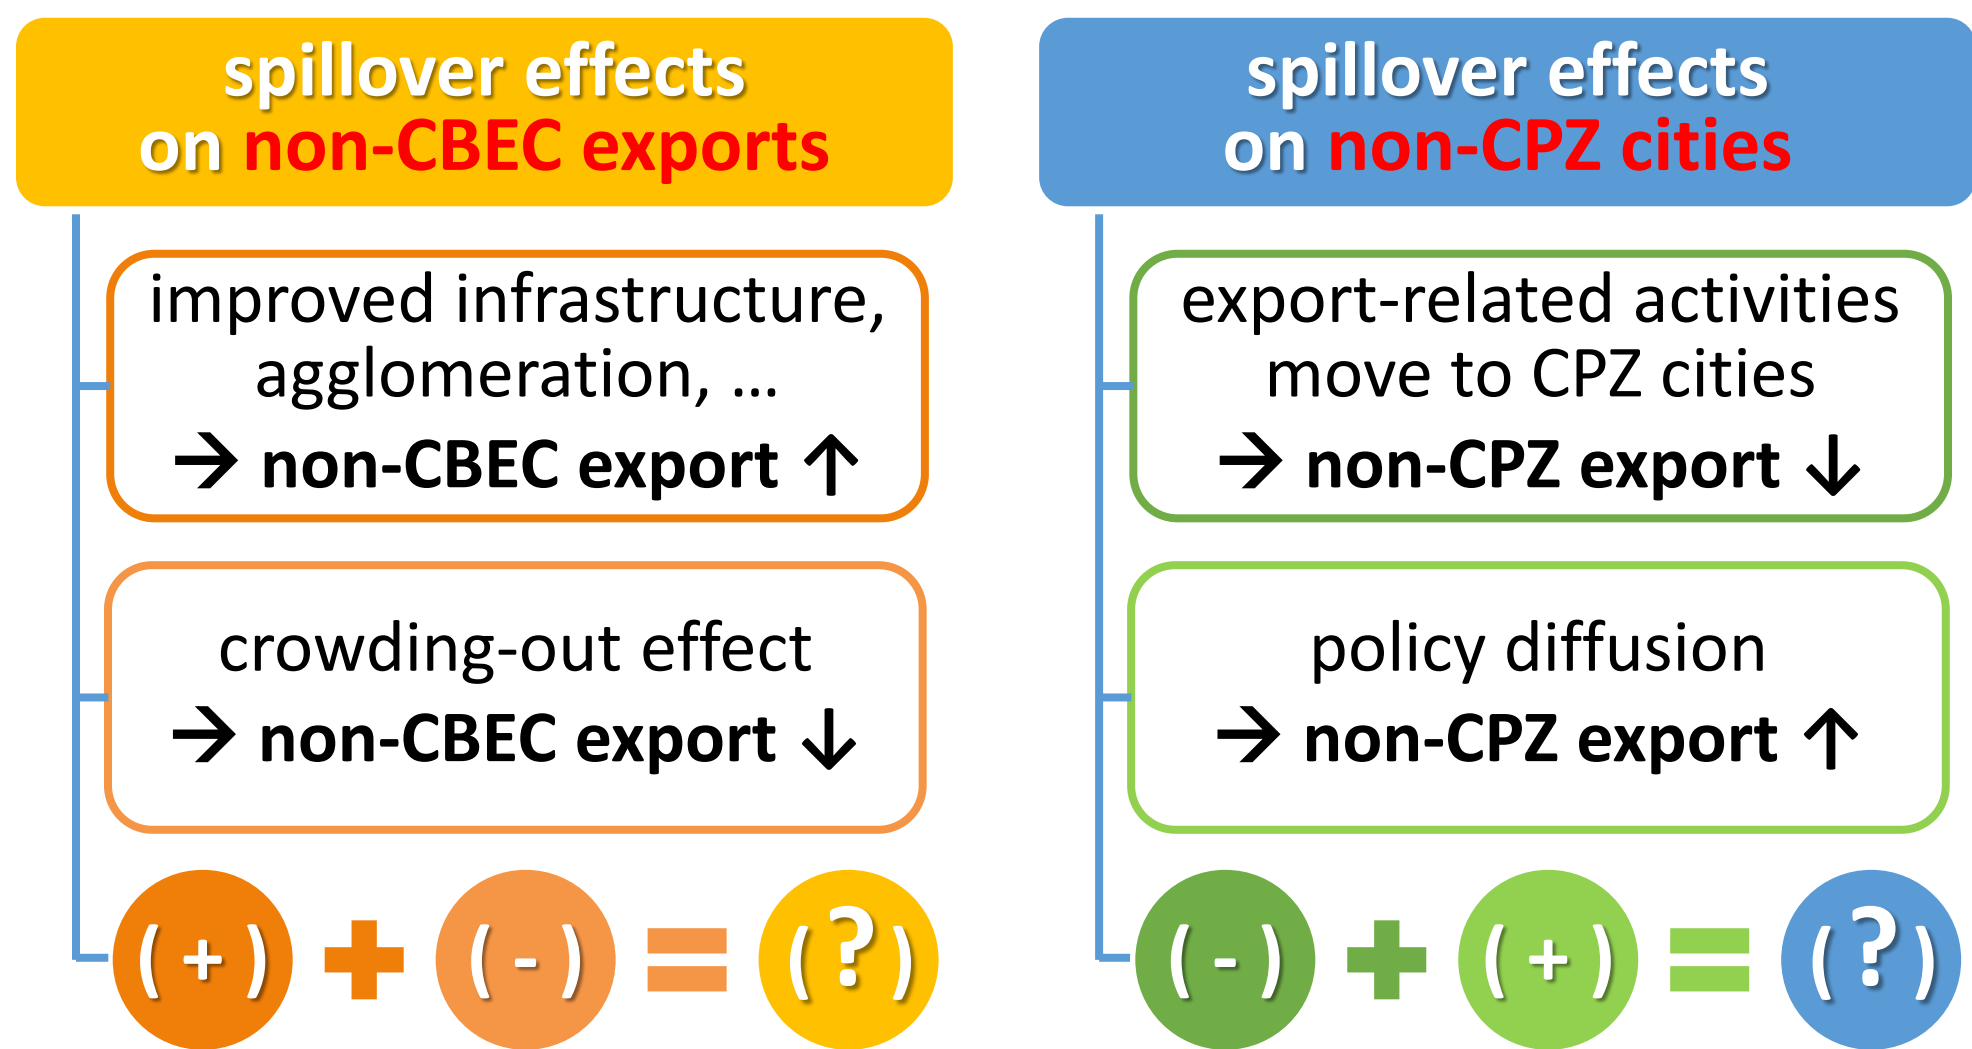 spillover effects
on non-CBEC exports
improved infrastructure,
agglomeration, ...
→ non-CBEC export ↑
crowding-out effect
→ non-CBEC export ↓
(+) + (-) = (?)
spillover effects
on non-CPZ cities
export-related activities
move to CPZ cities
→ non-CPZ export ↓
policy diffusion
→ non-CPZ export ↑
(-) + (+) = (?)